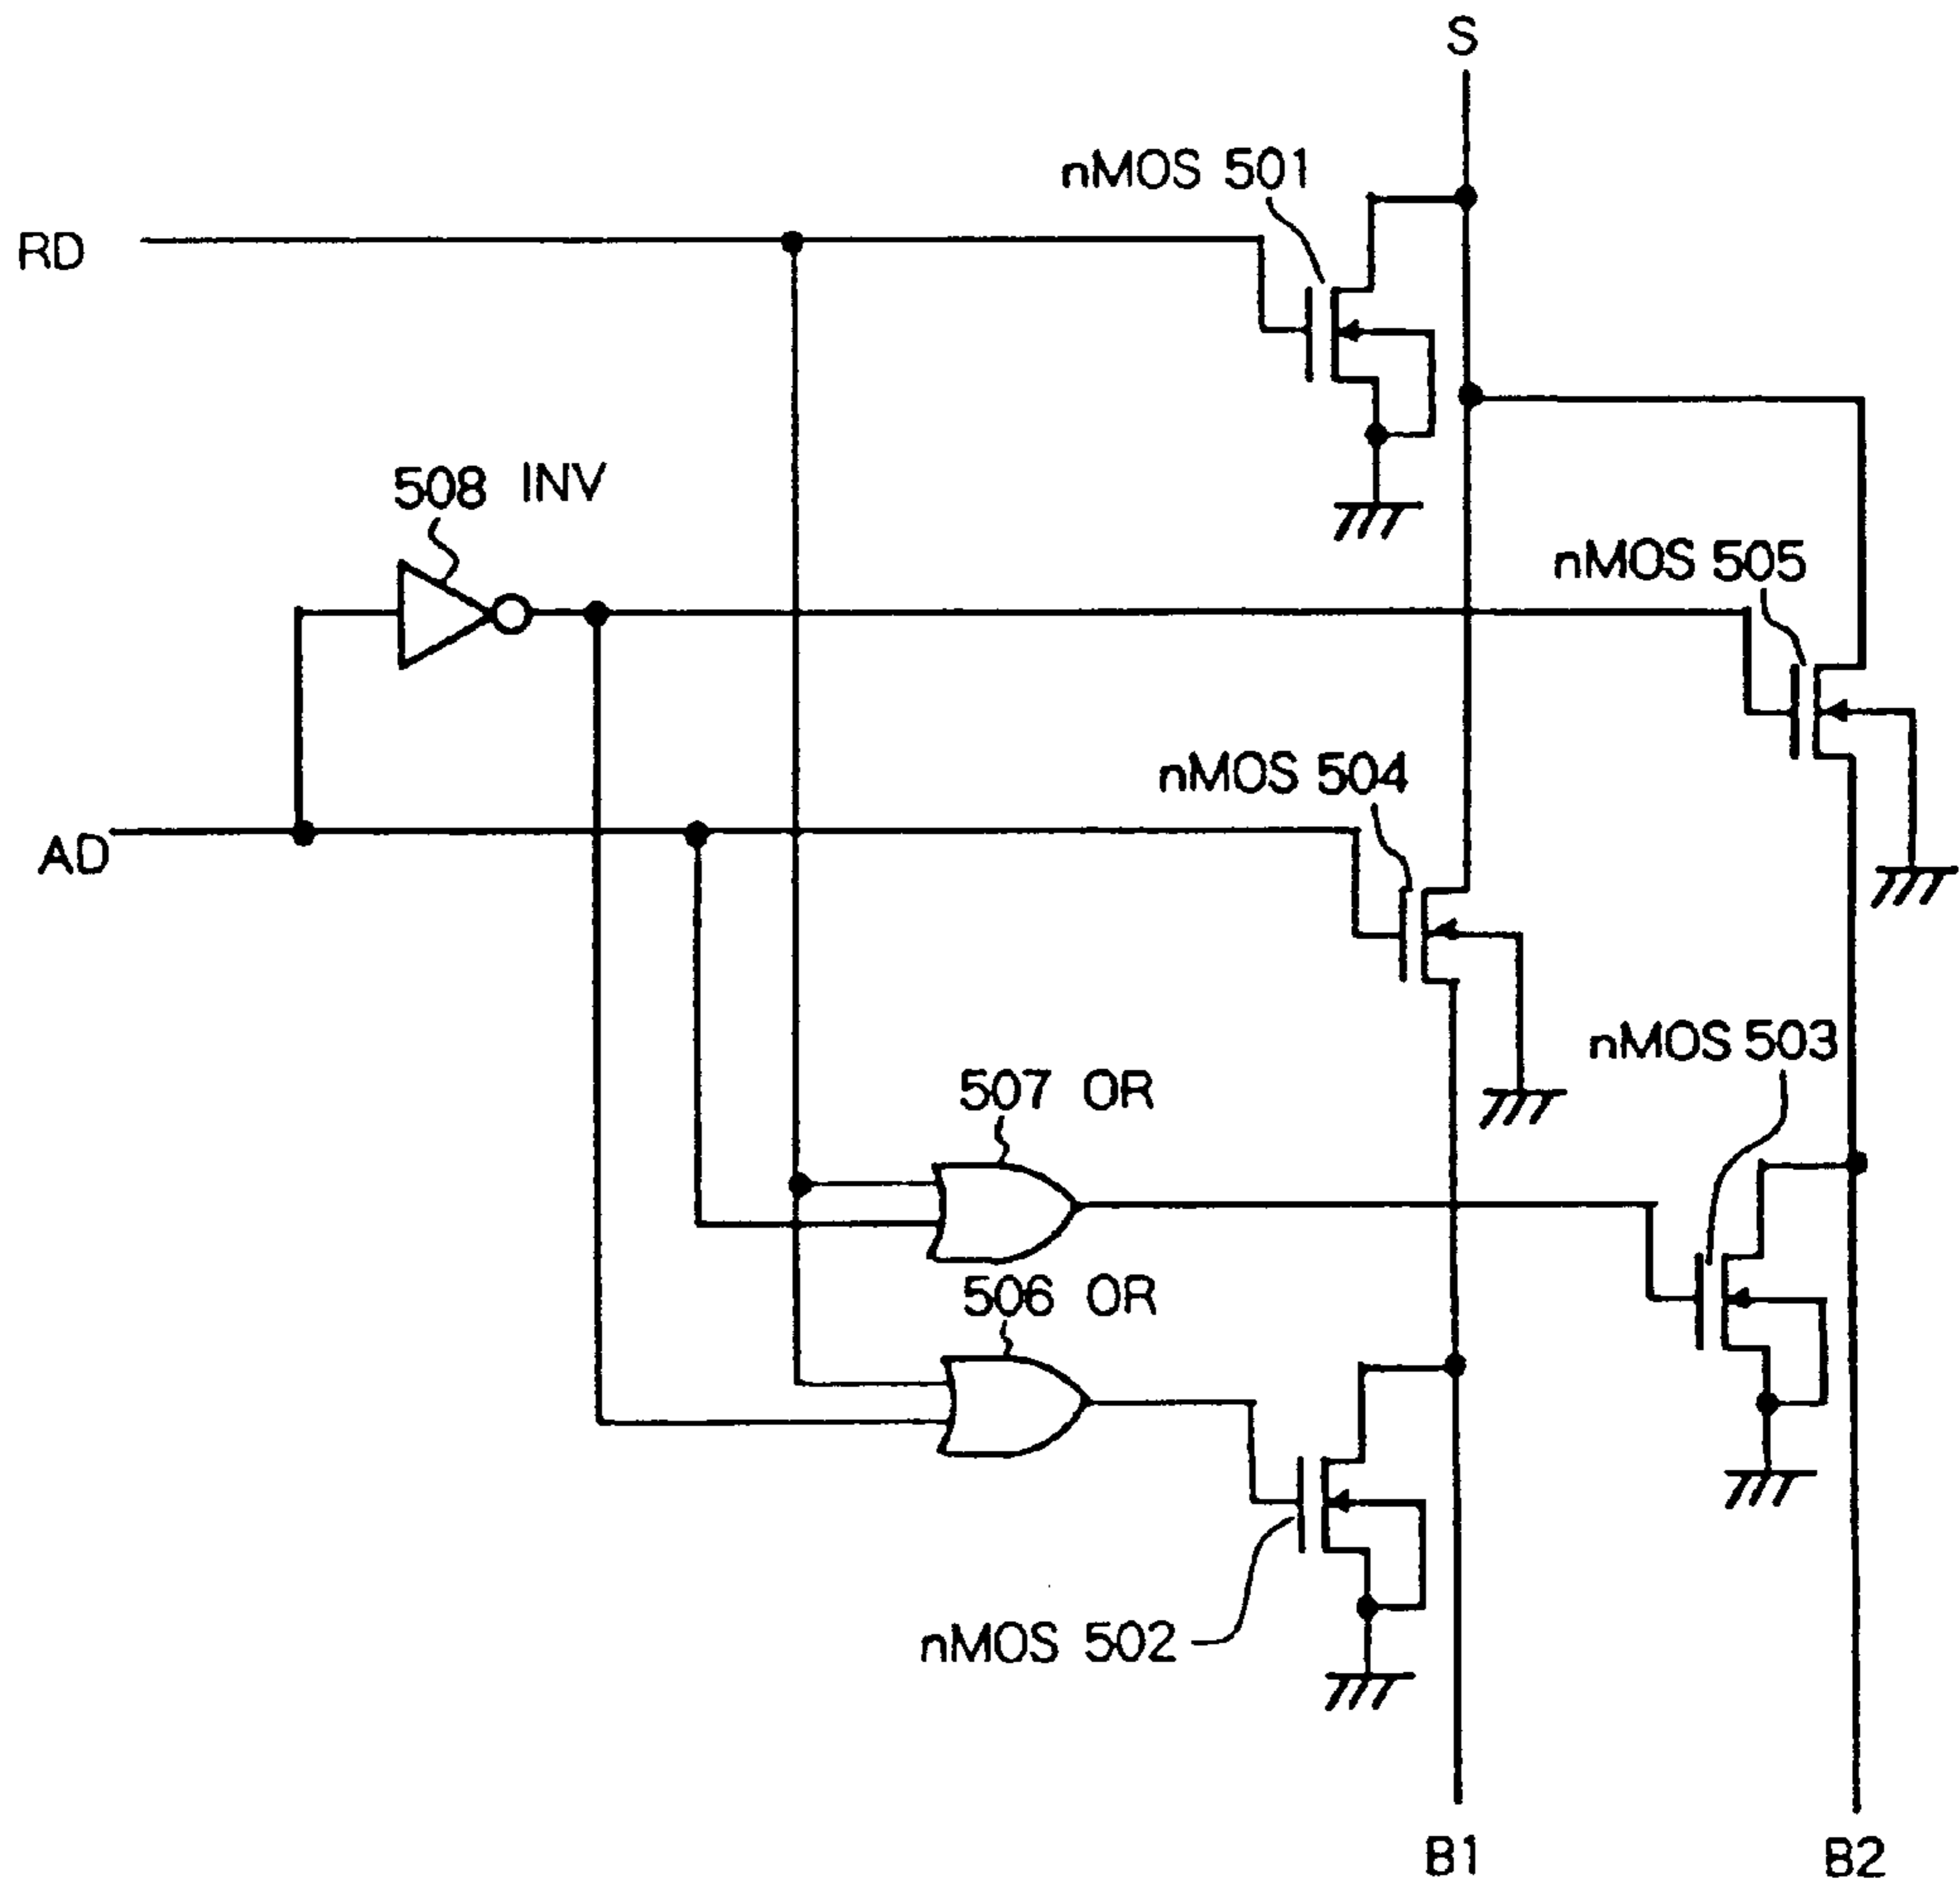 S
nMOS 501
RD
508 INV
nMOS 505
nMOS 504
AD
nMOS 503
507 OR
506 OR
nMOS 502
B1
B2